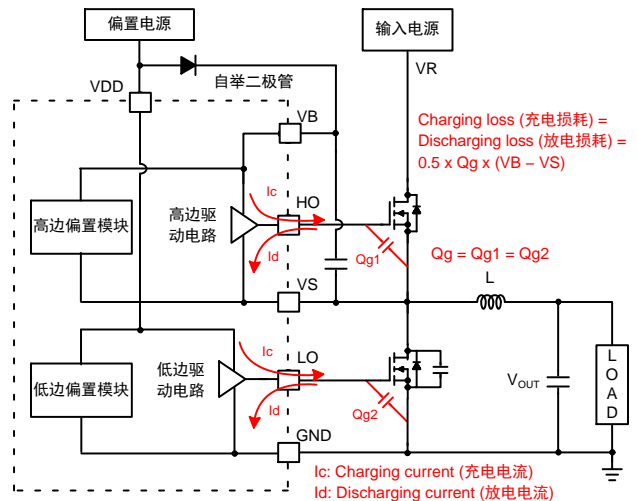 偏置电源
输入电源
自举二极管
VR
VDD
VB
Charging loss (充电损耗) =
Discharging loss (放电损耗) =
0.5 x Qg x (VB – VS)
高边偏置模块
高边驱
动电路
Ic
HO
Id
Qg1
Qg = Qg1 = Qg2
VS
L
低边偏置模块
低边驱
动电路
Ic
LO
Id
Qg2
VOUT
LOAD
GND
Ic: Charging current (充电电流)
Id: Discharging current (放电电流)